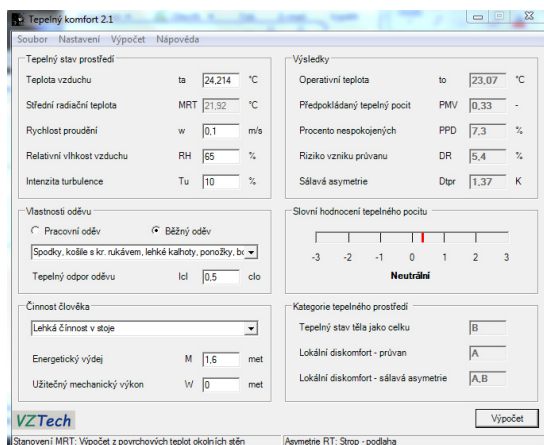 Tepelný komfort 2.1
Soubor Nastavení Výpočet Nápověda
Tepelný stav prostředí
Teplota vzduchu ta 24,214 °C
Střední radiační teplota MRT 21,92 °C
Rychlost proudění w 0,1 m/s
Relativní vlhkost vzduchu RH 65 %
Intenzita turbulence Tu 10 %
Výsledky
Operativní teplota to 23,07 °C
Předpokládaný tepelný pocit PMV 0,33 -
Procento nespokojených PPD 7,3 %
Riziko vzniku průvanu DR 5,4 %
Sálavá asymetrie Dtpr 1,37 K
Vlastnosti oděvu
Pracovní oděv Běžný oděv
Spodky, košile s kr. rukávem, lehké kalhoty, ponožky, bo
Tepelný odpor oděvu Icl 0,5 clo
Slovní hodnocení tepelného pocitu
-3 -2 -1 0 1 2 3
Neutrální
Činnost člověka
Lehká činnost v stoje
Energetický výdej M 1,6 met
Užitečný mechanický výkon W 0 met
Kategorie tepelného prostředí
Tepelný stav těla jako celku B
Lokální diskomfort - průvan A
Lokální diskomfort - sálavá asymetrie A,B
VZTech
Výpočet
Stanovení MRT: Výpočet z povrchových teplot okolních stěn Asymetrie RT: Strop - podlaha